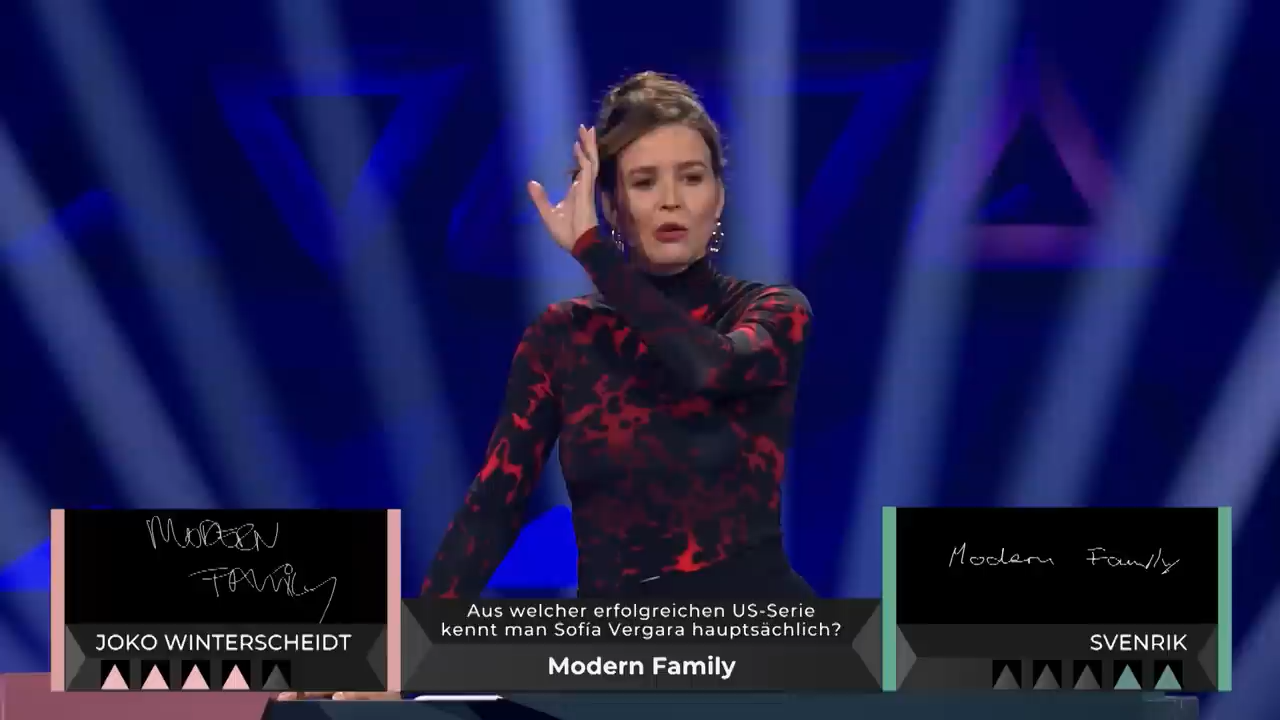 MODERN
FAMILY
JOKO WINTERSCHEIDT
Aus welcher erfolgreichen US-Serie
kennt man Sofía Vergara hauptsächlich?
Modern Family
Modern Family
SVENRIK